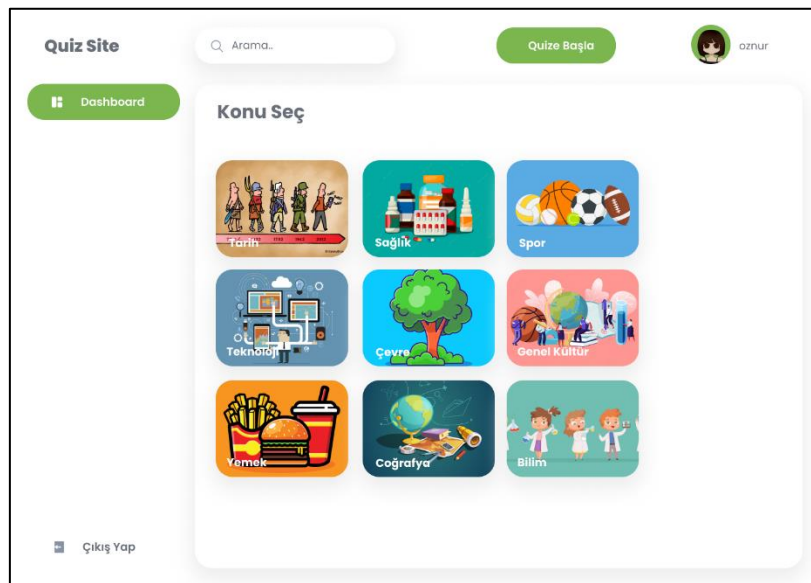 Quiz Site
Arama..
Quize Başla
oznur
Dashboard
Konu Seç
Tarih
Sağlık
Spor
Teknoloji
Çevre
Genel Kültür
Yemek
Coğrafya
Bilim
Çıkış Yap